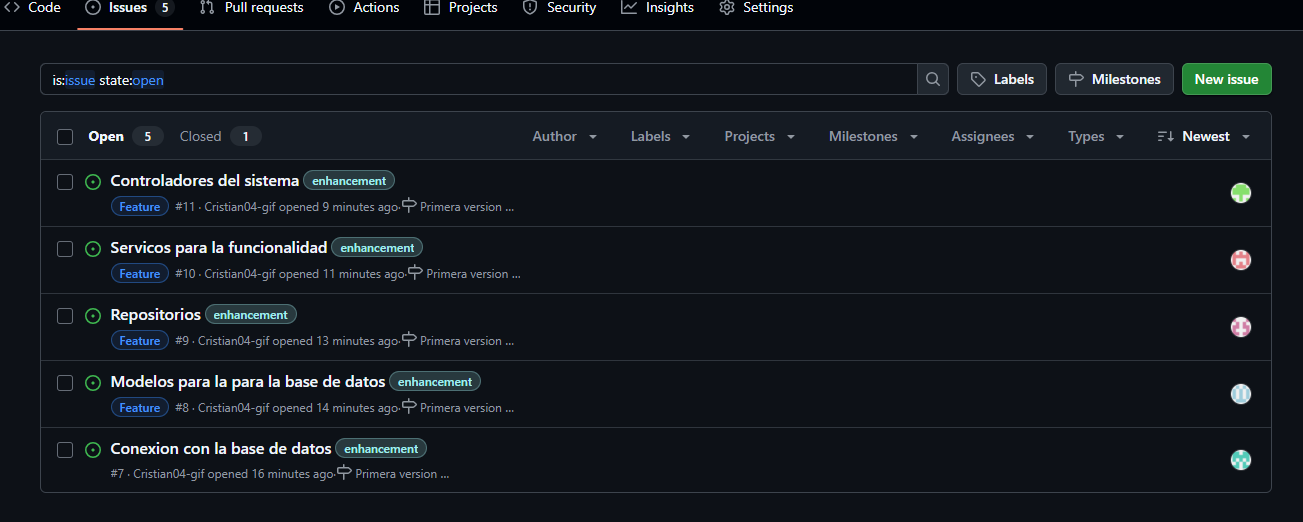 Code Issues 5 Pull requests Actions Projects Security Insights Settings
is:issue state:open Labels Milestones New issue
Open 5 Closed 1 Author Labels Projects Milestones Assignees Types Newest
Controladores del sistema enhancement
Feature #11 · Cristian04-gif opened 9 minutes ago· Primera version ...
Servicos para la funcionalidad enhancement
Feature #10 · Cristian04-gif opened 11 minutes ago· Primera version ...
Repositorios enhancement
Feature #9 · Cristian04-gif opened 13 minutes ago· Primera version ...
Modelos para la para la base de datos enhancement
Feature #8 · Cristian04-gif opened 14 minutes ago· Primera version ...
Conexion con la base de datos enhancement
#7 · Cristian04-gif opened 16 minutes ago· Primera version ...